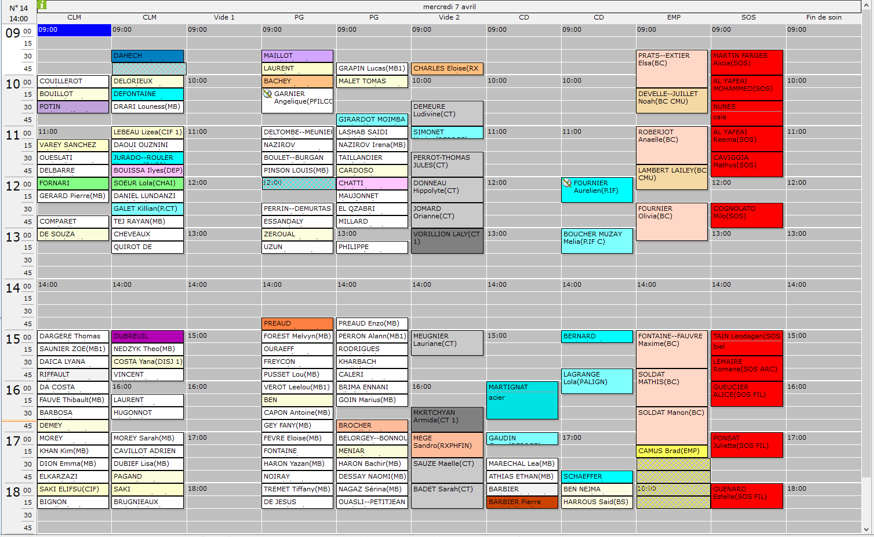 N° 14
mercredi 7 avril
14:00 CLM CLM Vide 1 PG PG Vide 2 CD CD EMP SOS Fin de soin
09 00 09:00 09:00 09:00 09:00 09:00 09:00 09:00 09:00 09:00 09:00 09:00
15
30 DAHECH MAILLOT PRATS--EXTIER Elsa(BC) MARTIN FARGES Alicia(SOS)
45 LAURENT GRAPIN Lucas(MB1) CHARLES Eloise(RX
10 00 COUILLEROT DELORIEUX 10:00 BACHEY MALET TOMAS 10:00 10:00 10:00 AL YAFEAI MOHAMMED(SOS) 10:00
15 BOUILLOT DEFONTAINE GARNIER Angelique(PFILCC DEVELLE--JUILLET Noah(BC CMU)
30 POTIN DRARI Louness(MB) DEMEURE Ludivine(CT) NUNES
45 GIRARDOT MOIMEM
11 00 11:00 LEBEAU Lizea(CIF 1) 11:00 DELTOMBE--MEUNIER LASHAB SAIDI SIMONET 11:00 11:00 ROBERJOT Anaelle(BC) AL YAFEAI Reema(SOS) 11:00
15 VAREY SANCHEZ DAOUI OUZNINI NAZIROV NAZIROV Irena(MB)
30 OUESLATI JURADO--ROULER BOULET--BURGAN TAILLANDIER PERROT-THOMAS JULES(CT) CAVIGGIA Mathys(SOS)
45 DELBARRE BOUISSA Ilyes(DEP) PINSON LOUIS(MB) CARDOSO LAMBERT LAILEY(BC CMU)
12 00 FORNARI SOEUR Lola(CHAI) 12:00 12:00 CHATTI DONNEAU Hippolyte(CT) 12:00 FOURNIER Aurelien(RIF) 12:00 12:00
15 GERARD Pierre(MB) DANIEL LUNDANZI MAUJONNET
30 GALET Killian(P.CT) PERRIN--DEMURTAS EL QZABRI JOMARD Orianne(CT) FOURNIER Olivia(BC) COGNOLATO Milo(SOS)
45 COMPARET TEJ RAYAN(MB) ESSANDALY MILLARD
13 00 DE SOUZA CHEVEAUX 13:00 ZEROUAL 13:00 VORILLION LALY(CT 1) 13:00 BOUCHER MUZAY Melia(RIF C) 13:00 13:00 13:00
15 QUIROT DE UZUN PHILIPPE
30
45
14 00 14:00 14:00 14:00 14:00 14:00 14:00 14:00 14:00 14:00 14:00 14:00
15
30
45 PREAUD PREAUD Enzo(MB)
15 00 DARGERE Thomas DUBREUIL 15:00 FOREST Melvyn(MB) PERRON Alann(MB1) MEUGNIER Lauriane(CT) 15:00 BERNARD FONTAINE--FAUVRE Maxime(BC) 15:00
15 SAUNIER ZOE(MB1) NEDZYK Theo(MB) OURAEFF RODRIGUES
30 DAICA LYANA COSTA Yana(DISJ 1) FREYCON KHARBACH LEMAIRE Romane(SOS ARC)
45 RIFFAULT VINCENT PUSSET Lou(MB) CALERI LAGRANGE Lola(PALIGN) SOLDAT MATHIS(BC)
16 00 DA COSTA 16:00 16:00 VEROT Leelou(MB1) BRIMA ENNANI 16:00 MARTIGNAT acier GUEUCIER ALICE(SOS FIL) 16:00
15 FAUVE Thibault(MB) LAURENT BEN GOIN Marius(MB)
30 BARBOSA HUGONNOT CAPON Antoine(MB) MKRTCHYAN Armida(CT 1) SOLDAT Manon(BC)
45 DEMEY GEY FANY(MB) BROCHER
17 00 MOREY MOREY Sarah(MB) 17:00 FEVRE Eloise(MB) BELORGEY--BONNOL MEGE Sandro(RXPHFIN) GAUDIN 17:00 PONSAT Juliette(SOS FIL) 17:00
15 KHAN Kim(MB) CAVILLOT ADRIEN FONTAINE MENIAR CAMUS Brad(EMP)
30 DION Emma(MB) DUBIEF Lisa(MB) HARON Yazan(MB) HARON Bachir(MB) SAUZE Maelle(CT) MARECHAL Lea(MB)
45 ELKARZAZI PAGAND NOIRAY DESSAY NAOMI(MB) ATHIAS ETHAN(MB) SCHAEFFER
18 00 SAKI ELIFSU(CIF) SAKI 18:00 TREMET Tiffany(MB) NAGAZ Sérina(MB) BADET Sarah(CT) BARBIER BEN NEJMA GUENARD Estelle(SOS FIL) 18:00
15 BIGNON BRUGNIEAUX DE JESUS OUASLI--PETITJEAN BARBIER Pierre HARROUS Said(BS)
30
45